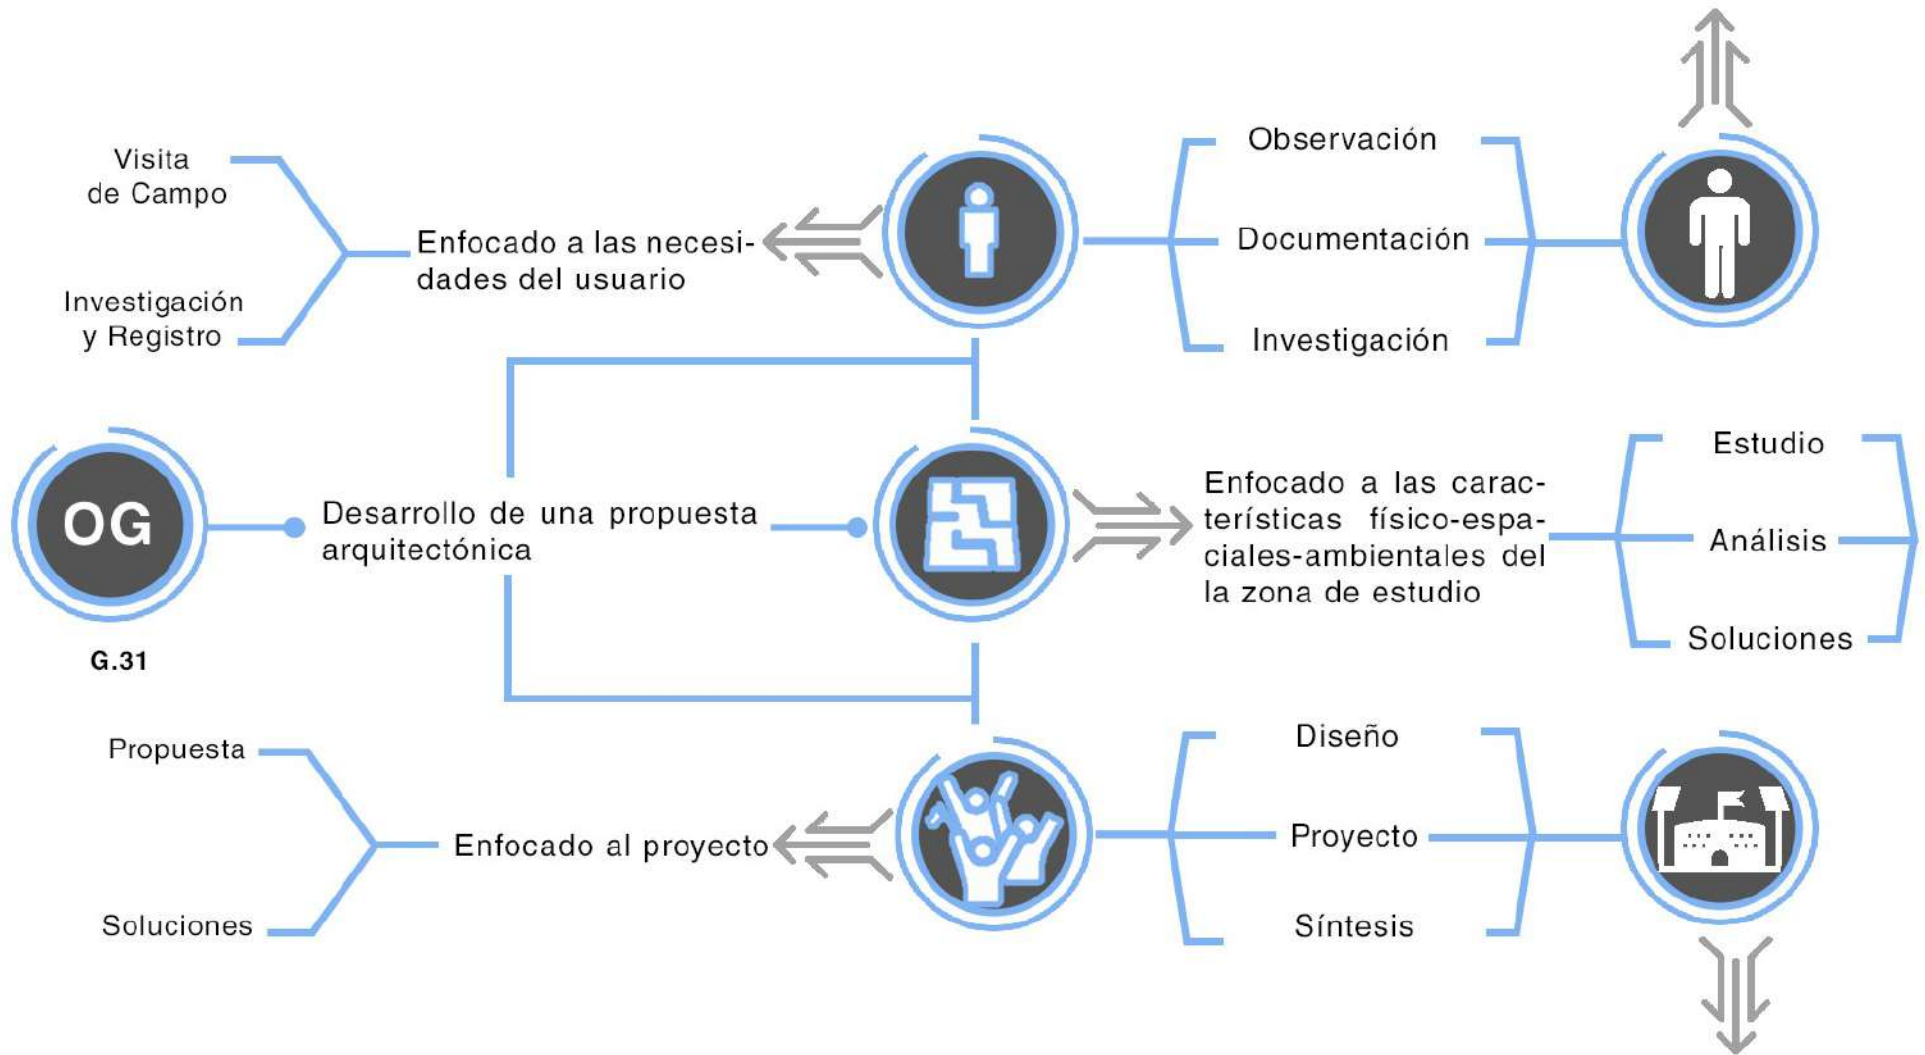 Visita
de Campo
Investigación
y Registro
Enfocado a las necesi-
dades del usuario
Observación
Documentación
Investigación
OG
G.31
Desarrollo de una propuesta
arquitectónica
Enfocado a las carac-
terísticas físico-espa-
ciales-ambientales del
la zona de estudio
Estudio
Análisis
Soluciones
Propuesta
Soluciones
Enfocado al proyecto
Diseño
Proyecto
Síntesis